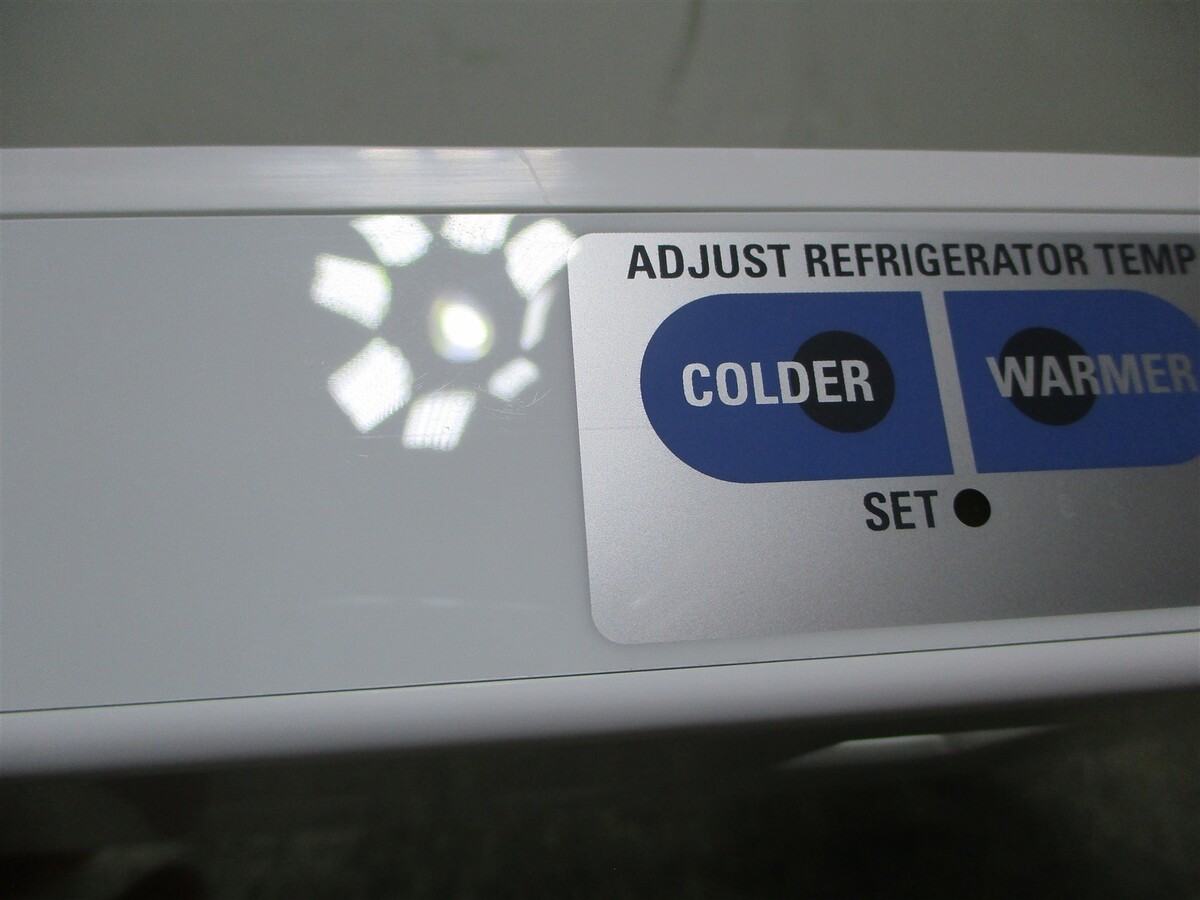 ADJUST REFRIGERATOR TEMP
COLDER WARMER
SET